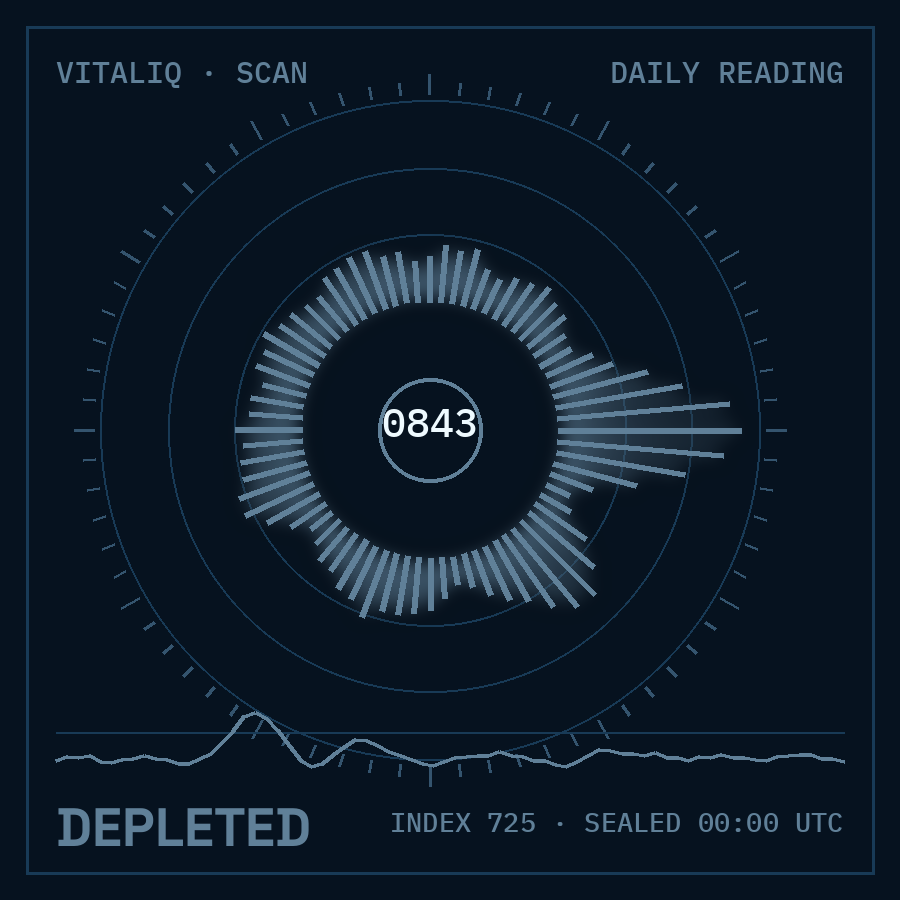 VITALIQ · SCAN
DAILY READING
0843
DEPLETED
INDEX 725 · SEALED 00:00 UTC